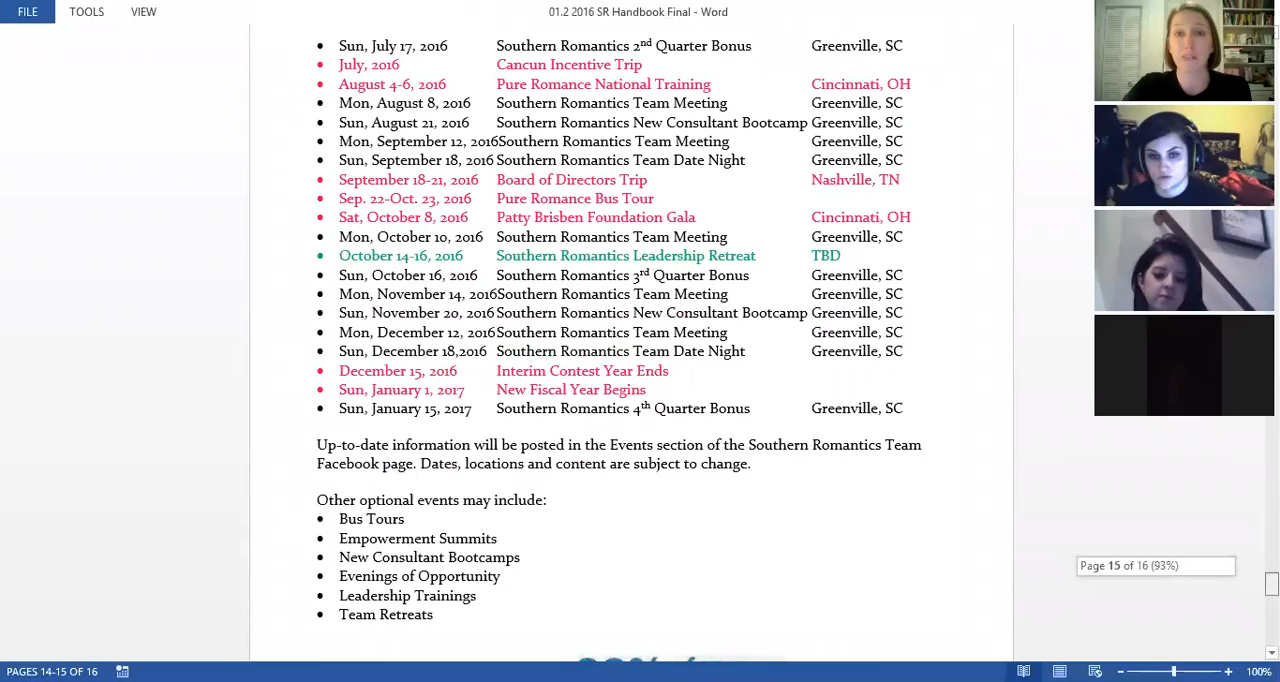 FILE TOOLS VIEW 01.2 2016 SR Handbook Final - Word
• Sun, July 17, 2016 Southern Romantics 2nd Quarter Bonus Greenville, SC
• July, 2016 Cancun Incentive Trip
• August 4-6, 2016 Pure Romance National Training Cincinnati, OH
• Mon, August 8, 2016 Southern Romantics Team Meeting Greenville, SC
• Sun, August 21, 2016 Southern Romantics New Consultant Bootcamp Greenville, SC
• Mon, September 12, 2016Southern Romantics Team Meeting Greenville, SC
• Sun, September 18, 2016 Southern Romantics Team Date Night Greenville, SC
• September 18-21, 2016 Board of Directors Trip Nashville, TN
• Sep. 22-Oct. 23, 2016 Pure Romance Bus Tour
• Sat, October 8, 2016 Patty Brisben Foundation Gala Cincinnati, OH
• Mon, October 10, 2016 Southern Romantics Team Meeting Greenville, SC
• October 14-16, 2016 Southern Romantics Leadership Retreat TBD
• Sun, October 16, 2016 Southern Romantics 3rd Quarter Bonus Greenville, SC
• Mon, November 14, 2016Southern Romantics Team Meeting Greenville, SC
• Sun, November 20, 2016 Southern Romantics New Consultant Bootcamp Greenville, SC
• Mon, December 12, 2016 Southern Romantics Team Meeting Greenville, SC
• Sun, December 18,2016 Southern Romantics Team Date Night Greenville, SC
• December 15, 2016 Interim Contest Year Ends
• Sun, January 1, 2017 New Fiscal Year Begins
• Sun, January 15, 2017 Southern Romantics 4th Quarter Bonus Greenville, SC
Up-to-date information will be posted in the Events section of the Southern Romantics Team
Facebook page. Dates, locations and content are subject to change.
Other optional events may include:
• Bus Tours
• Empowerment Summits
• New Consultant Bootcamps
• Evenings of Opportunity
• Leadership Trainings
• Team Retreats
Page 15 of 16 (93%)
PAGES 14-15 OF 16 100%